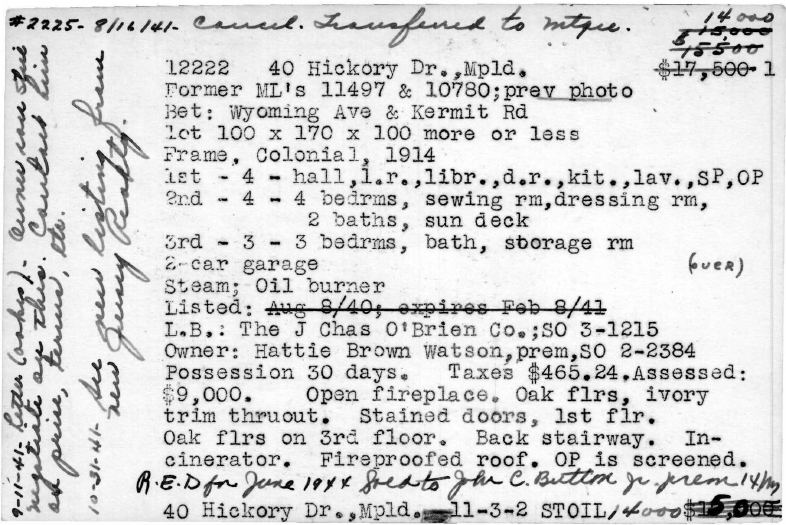 #2225- 8/16/41- Cancel. Transferred to mtgee.
14000
$15,000
$15500
12222 40 Hickory Dr.,Mpld. $17,500- 1
Former ML's 11497 & 10780;prev photo
Bet: Wyoming Ave & Kermit Rd
lot 100 x 170 x 100 more or less
Frame, Colonial, 1914
1st - 4 - hall,l.r.,libr.,d.r.,kit.,lav.,SP,OP
2nd - 4 - 4 bedrms, sewing rm,dressing rm,
2 baths, sun deck
3rd - 3 - 3 bedrms, bath, storage rm
2-car garage
(OVER)
Steam; Oil burner
Listed: Aug 8/40; expires Feb 8/41
L.B.: The J Chas O'Brien Co.;SO 3-1215
Owner: Hattie Brown Watson,prem,SO 2-2384
Possession 30 days. Taxes $465.24.Assessed:
$9,000. Open fireplace. Oak flrs, ivory
trim thruout. Stained doors, 1st flr.
Oak flrs on 3rd floor. Back stairway. In-
cinerator. Fireproofed roof. OP is screened.
R.E.D for June 1944 Sold to John C. Button Jr. prem
40 Hickory Dr.,Mpld. 11-3-2 STOIL 14000 $15,000
9-11-41- Letter - Owner can
negotiate on this. Contact him
on price, terms, etc.
10-31-41- See new listing from
new Jersey Realty.